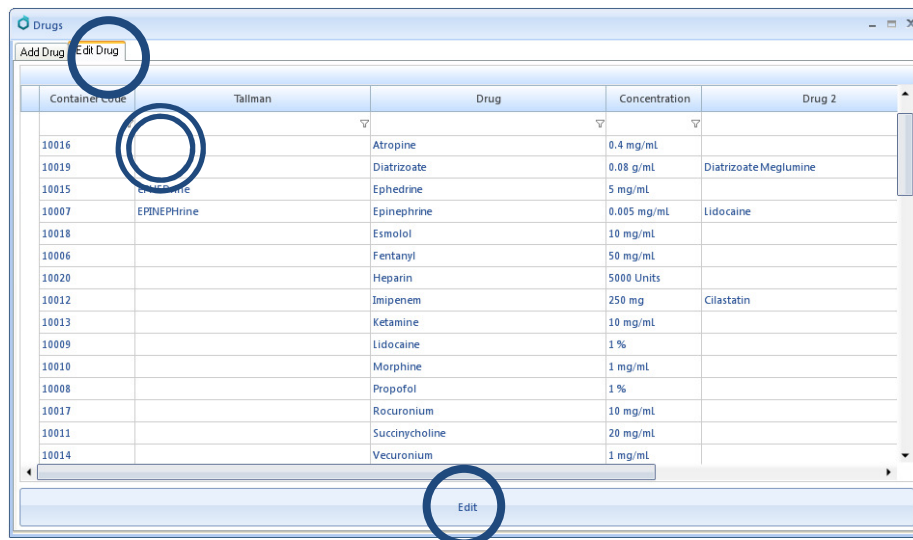 Drugs
Add Drug Edit Drug
Container Code Tallman Drug Concentration Drug 2
10016 Atropine 0.4 mg/mL
10019 Diatrizoate 0.08 g/mL Diatrizoate Meglumine
10015 ePHEDrine Ephedrine 5 mg/mL
10007 EPINEPHrine Epinephrine 0.005 mg/mL Lidocaine
10018 Esmolol 10 mg/mL
10006 Fentanyl 50 mg/mL
10020 Heparin 5000 Units
10012 Imipenem 250 mg Cilastatin
10013 Ketamine 10 mg/mL
10009 Lidocaine 1 %
10010 Morphine 1 mg/mL
10008 Propofol 1 %
10017 Rocuronium 10 mg/mL
10011 Succinycholine 20 mg/mL
10014 Vecuronium 1 mg/mL
Edit